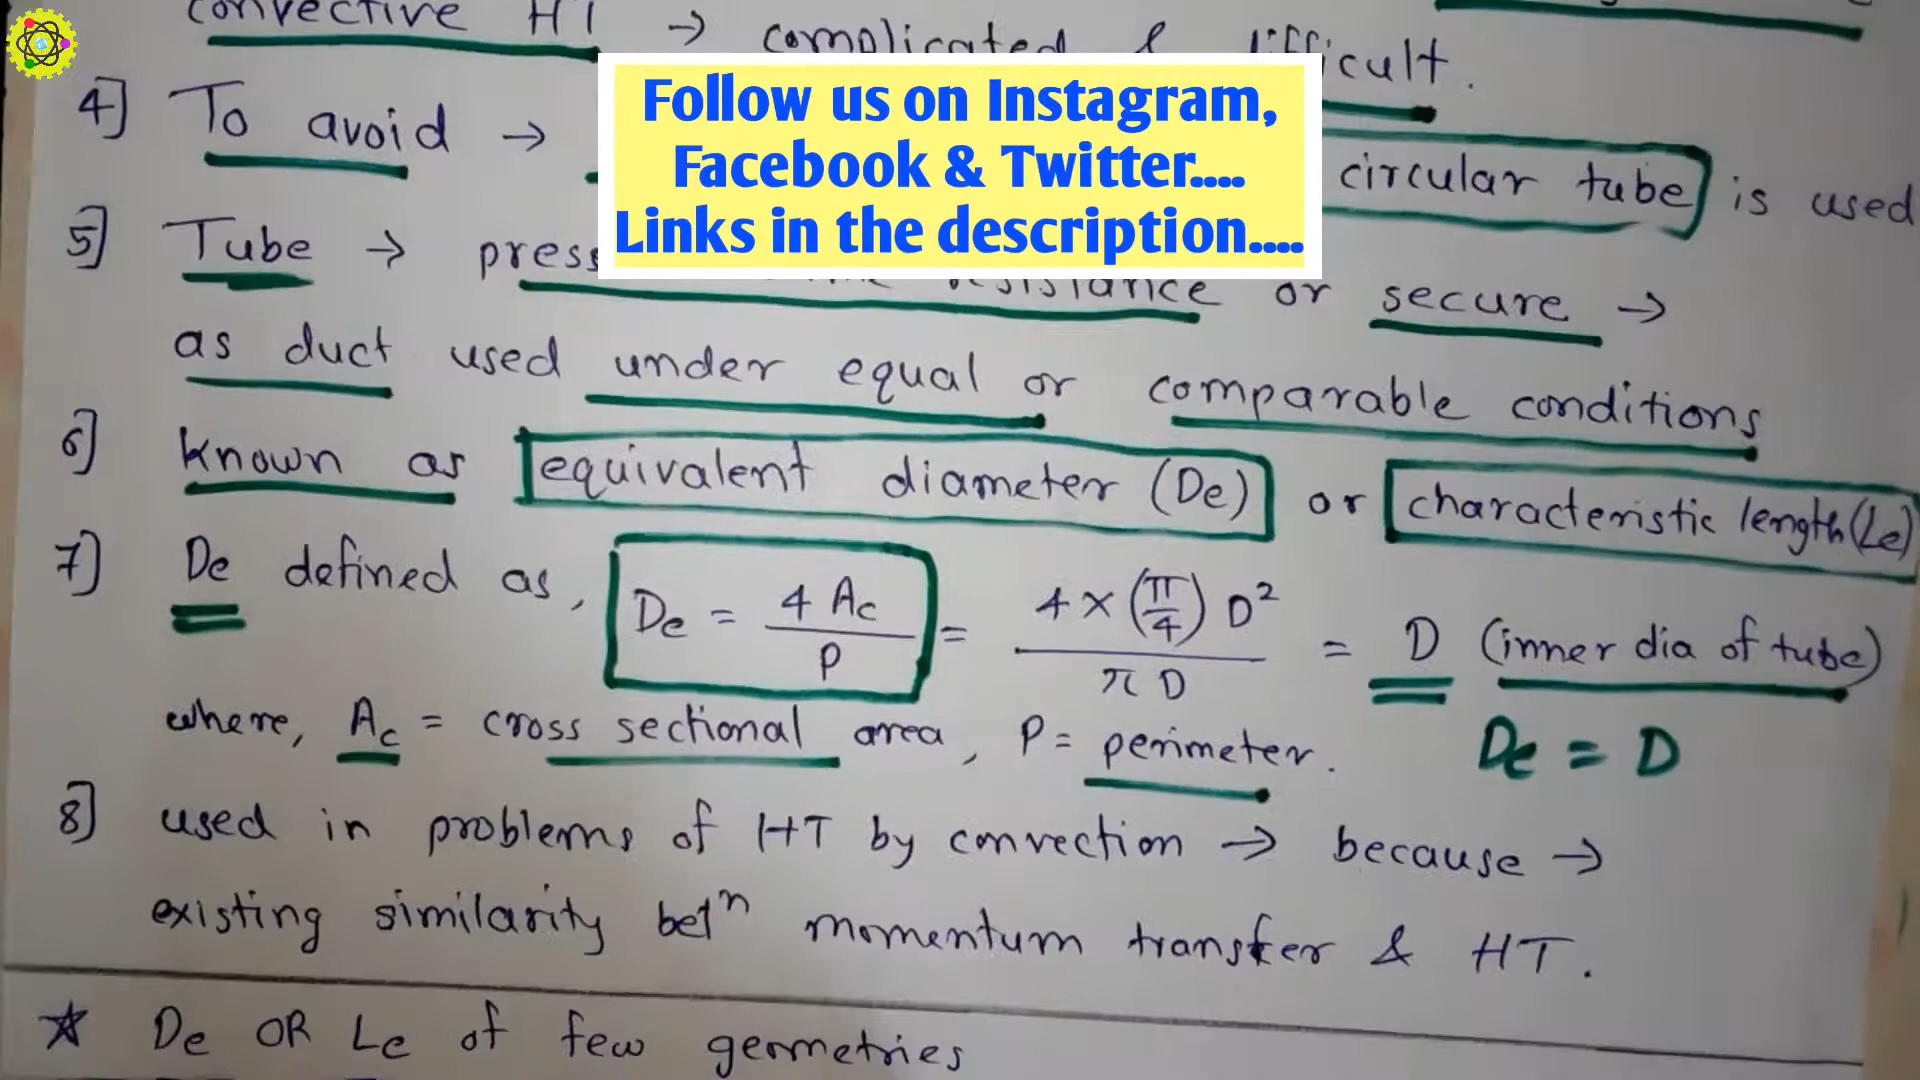 convective HT → complicated & difficult.
4] To avoid → circular tube is used
5] Tube → resistance or secure →
as duct used under equal or comparable conditions
6] known as equivalent diameter (De) or characteristic length (Le)
7] De defined as, De = 4 Ac / P = 4 × (π/4) D² / π D = D (inner dia of tube)
where, Ac = cross sectional area, P = perimeter. De = D
8] used in problems of HT by convection → because →
existing similarity betⁿ momentum transfer & HT.
☆ De OR Le of few geometries
Follow us on Instagram,
Facebook & Twitter....
Links in the description....